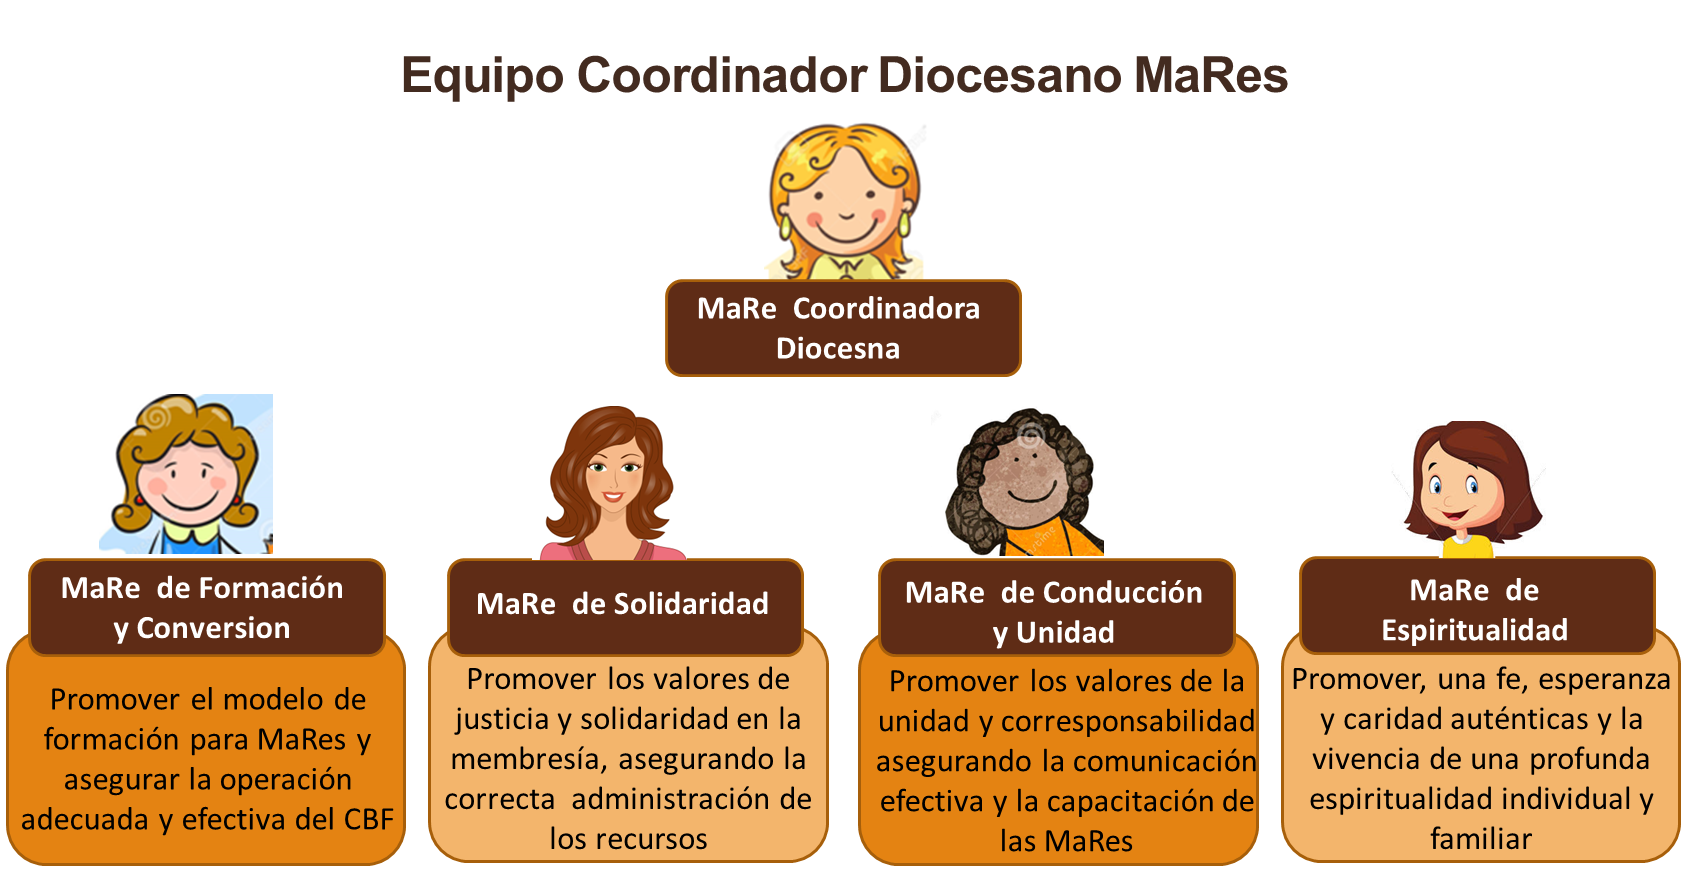 Equipo Coordinador Diocesano MaRes
MaRe Coordinadora
Diocesna
MaRe de Formación
y Conversion
Promover el modelo de
formación para MaRes y
asegurar la operación
adecuada y efectiva del CBF
MaRe de Solidaridad
Promover los valores de
justicia y solidaridad en la
membresía, asegurando la
correcta administración de
los recursos
MaRe de Conducción
y Unidad
Promover los valores de la
unidad y corresponsabilidad
asegurando la comunicación
efectiva y la capacitación de
las MaRes
MaRe de
Espiritualidad
Promover, una fe, esperanza
y caridad auténticas y la
vivencia de una profunda
espiritualidad individual y
familiar